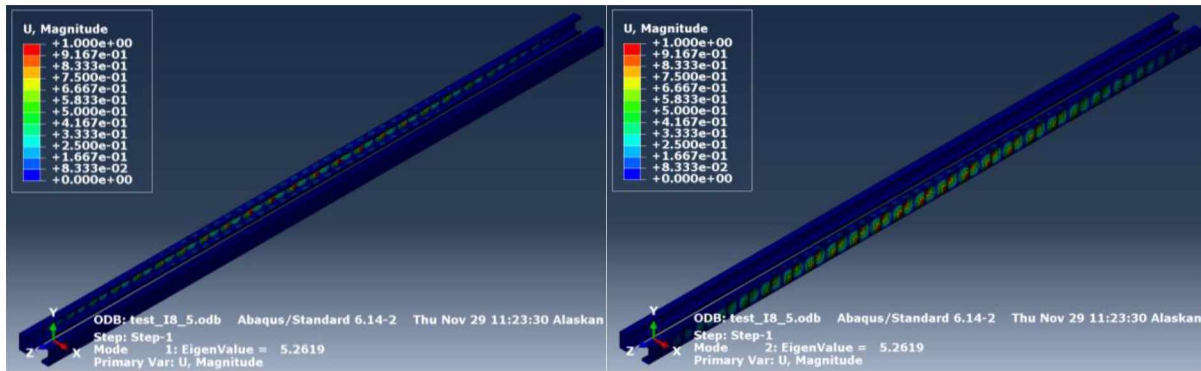 U, Magnitude
+1.000e+00
+9.167e-01
+8.333e-01
+7.500e-01
+6.667e-01
+5.833e-01
+5.000e-01
+4.167e-01
+3.333e-01
+2.500e-01
+1.667e-01
+8.333e-02
+0.000e+00
Y
Z X
ODB: test_I8_5.odb Abaqus/Standard 6.14-2 Thu Nov 29 11:23:30 Alaskan
Step: Step-1
Mode 1: EigenValue = 5.2619
Primary Var: U, Magnitude
U, Magnitude
+1.000e+00
+9.167e-01
+8.333e-01
+7.500e-01
+6.667e-01
+5.833e-01
+5.000e-01
+4.167e-01
+3.333e-01
+2.500e-01
+1.667e-01
+8.333e-02
+0.000e+00
Y
Z X
ODB: test_I8_5.odb Abaqus/Standard 6.14-2 Thu Nov 29 11:23:30 Alaskan
Step: Step-1
Mode 2: EigenValue = 5.2619
Primary Var: U, Magnitude